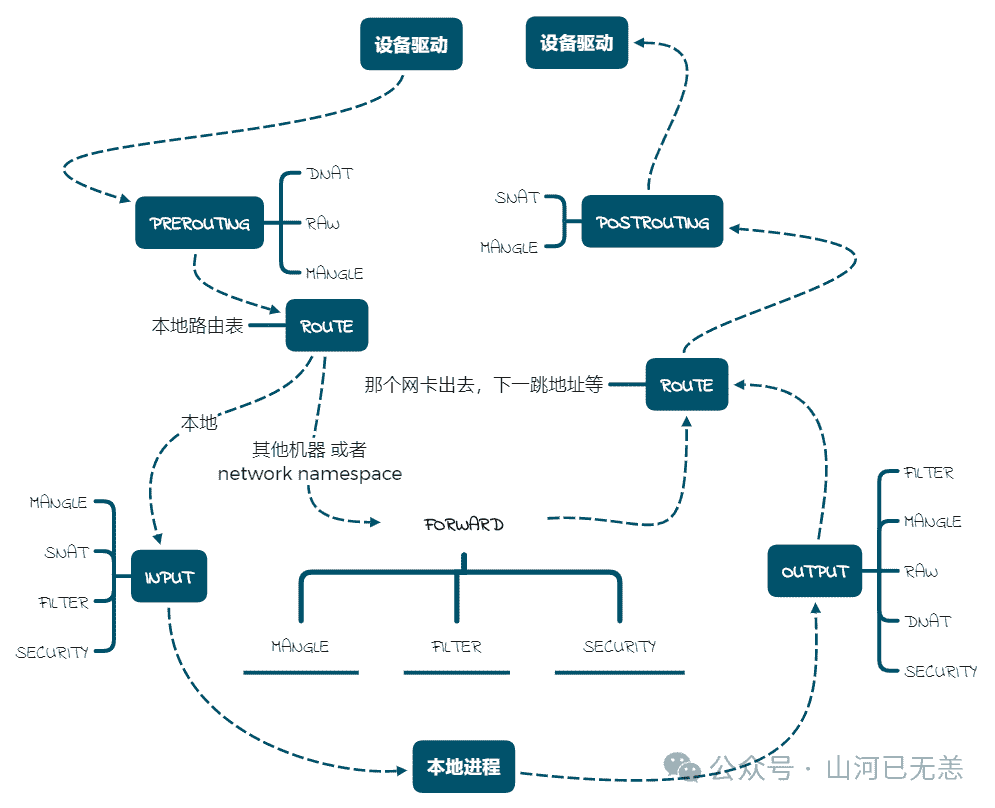 设备驱动
设备驱动
DNAT
PREROUTING
RAW
MANGLE
SNAT
POSTROUTING
MANGLE
本地路由表
ROUTE
那个网卡出去，下一跳地址等
ROUTE
本地
其他机器 或者
network namespace
FORWARD
MANGLE
FILTER
SECURITY
MANGLE
SNAT
INPUT
FILTER
SECURITY
OUTPUT
FILTER
MANGLE
RAW
DNAT
SECURITY
本地进程
公众号 · 山河已无恙